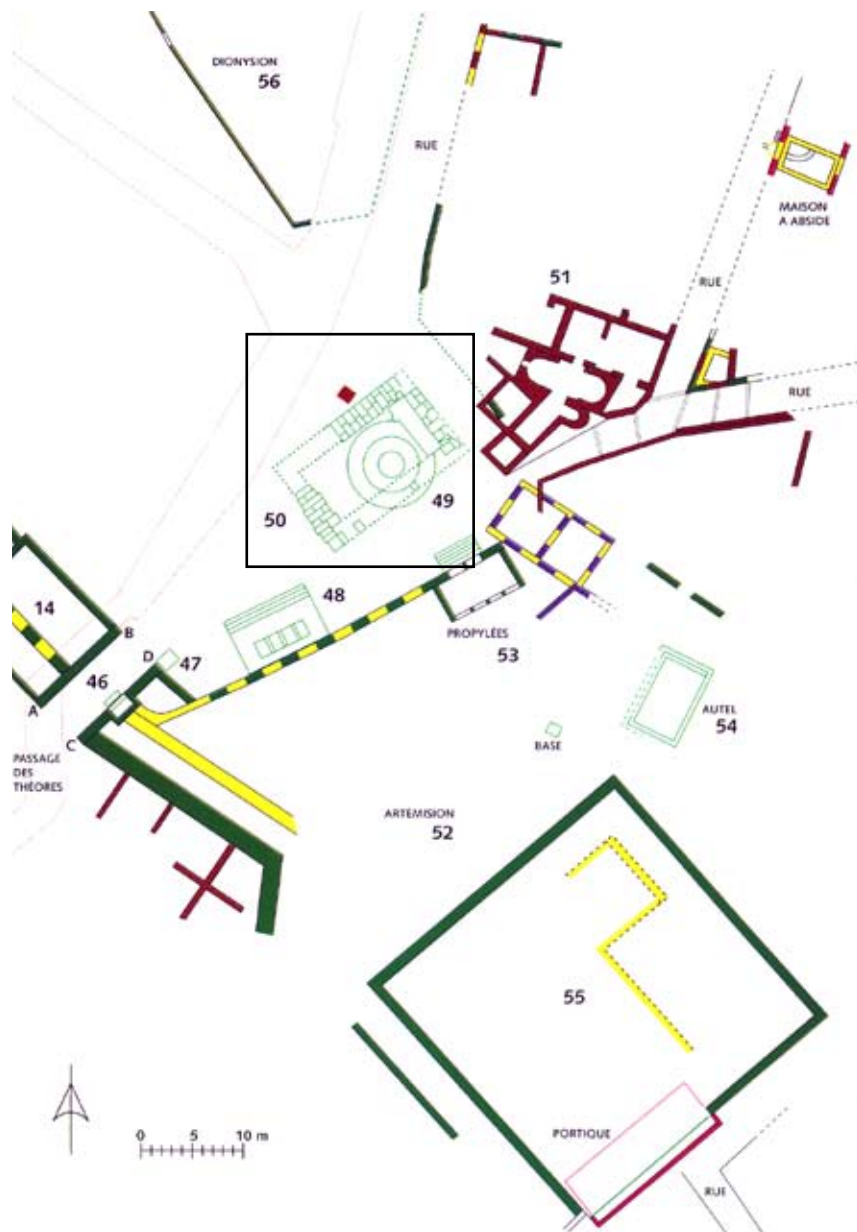 DIONYSION
56
RUE
MAISON
A ABSIDE
51
RUE
RUE
49
50
14
48
B
PROPYLÉES
53
D
47
46
A
AUTEL
54
C
BASE
PASSAGE
DES
THÉORES
ARTEMISION
52
55
0 5 10 m
PORTIQUE
RUE